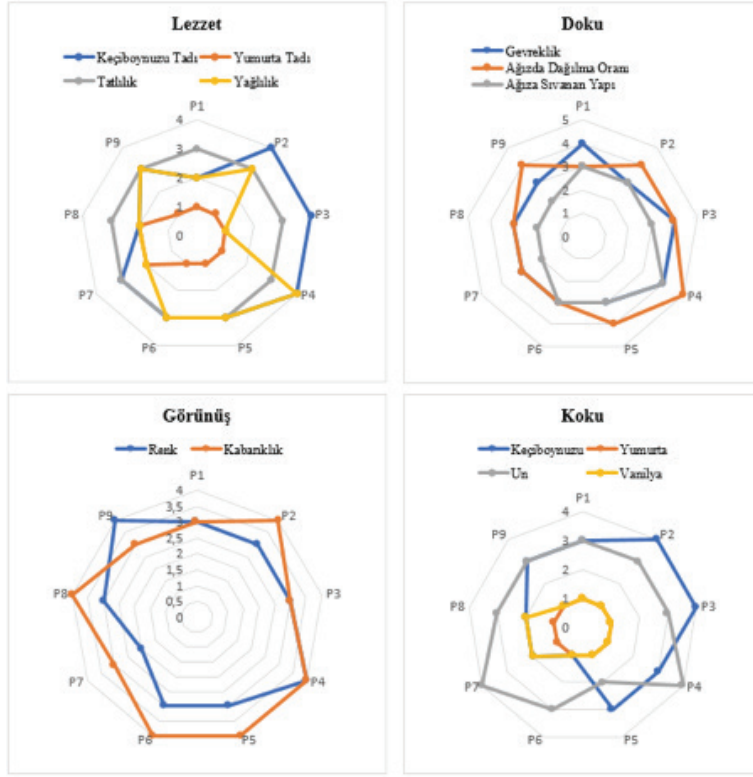 Lezzet
Keçiboynuzu Tadı Yumurta Tadı
Tatlılık Yağlılık
P1
P9 4 P2
3
2
1
P8 0 P3
P7 P4
P6 P5
Doku
Gevreklik
Ağızda Dağılma Oranı
Ağıza Sıvanan Yapı
P1
P9 5 P2
4
3
2
1
P8 0 P3
P7 P4
P6 P5
Görünüş
Renk Kabarıklık
P1
P9 4 P2
3,5
3
2,5
2
1,5
1
P8 0,5 P3
0
P7 P4
P6 P5
Koku
Keçiboynuzu Yumurta
Un Vanilya
P1
P9 4 P2
3
2
1
P8 0 P3
P7 P4
P6 P5